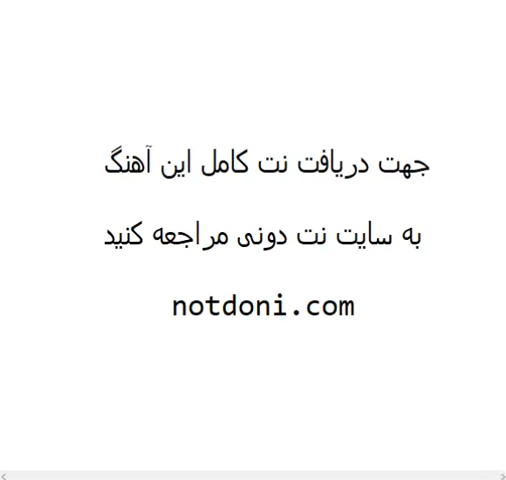 جهت دریافت نت کامل این آهنگ
به سایت نت دونی مراجعه کنید
notdoni.com